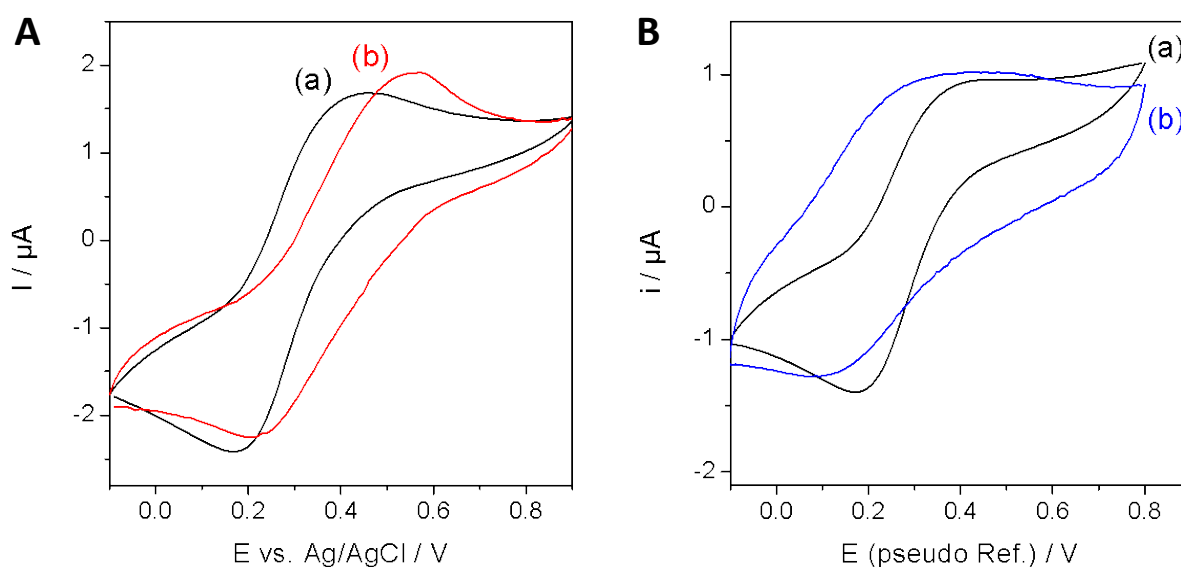 A
(a)
(b)
2
1
0
-1
-2
I / µA
0.0
0.2
0.4
0.6
0.8
E vs. Ag/AgCl / V
B
(a)
(b)
1
0
-1
-2
i / µA
0.0
0.2
0.4
0.6
0.8
E (pseudo Ref.) / V